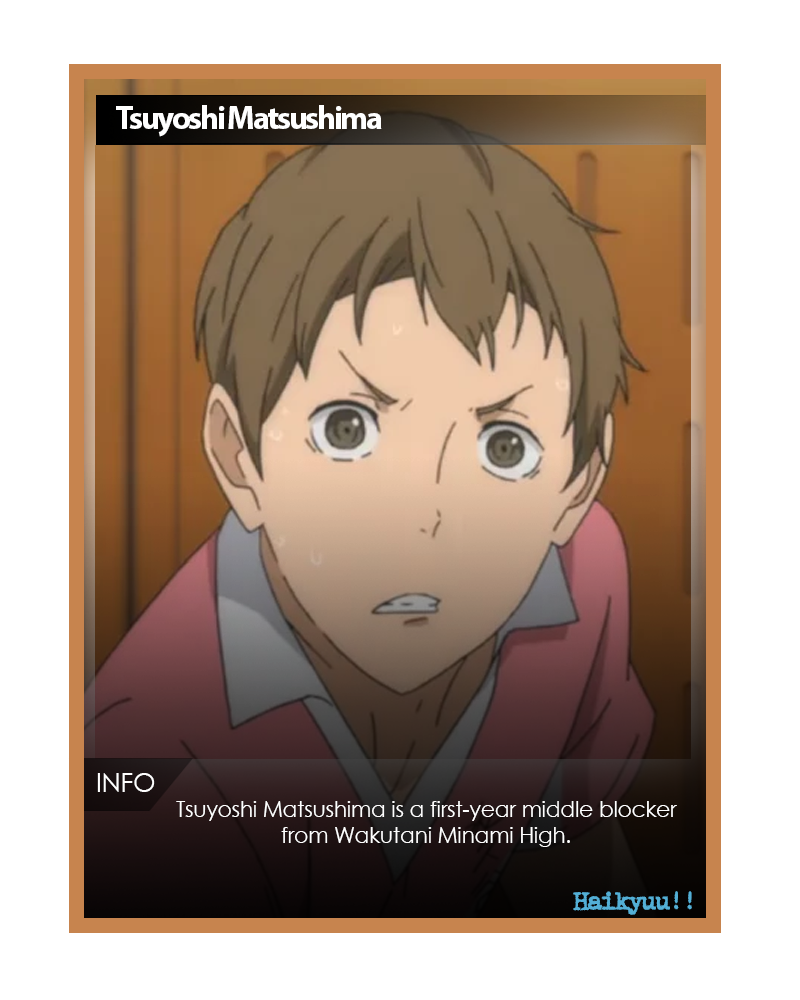 Tsuyoshi Matsushima
INFO
Tsuyoshi Matsushima is a first-year middle blocker
from Wakutani Minami High.
Haikyuu!!